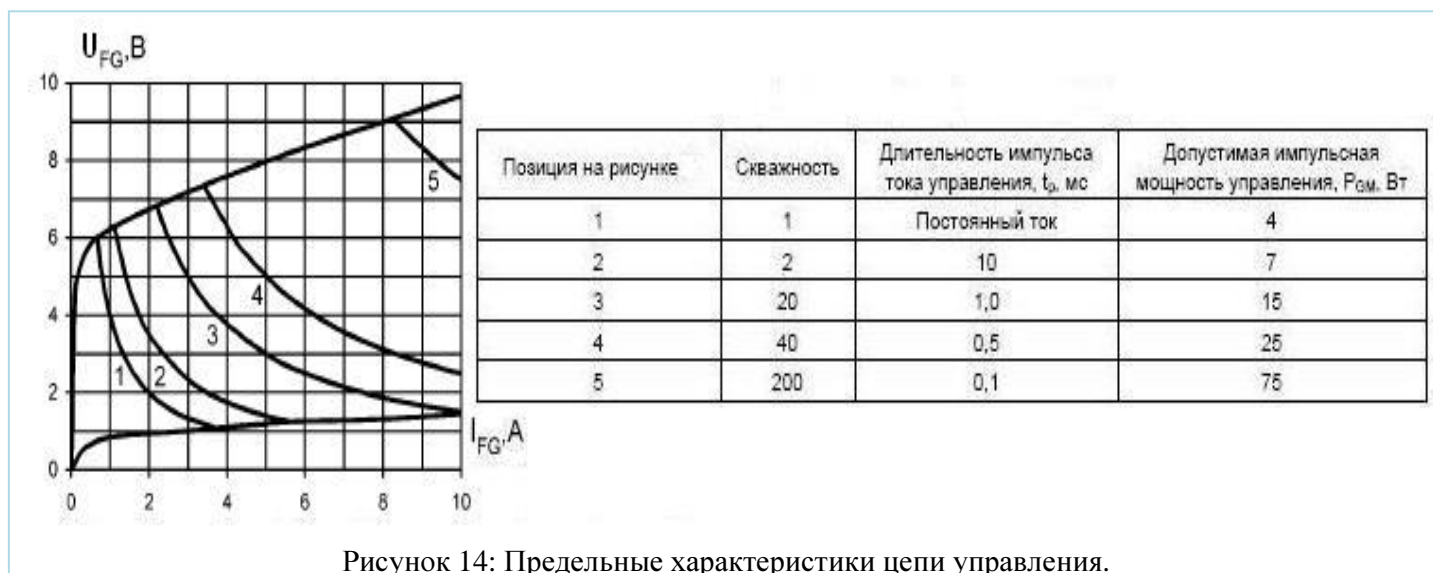 U_FG, В
10
8
6
4
2
0
0 2 4 6 8 10
I_FG, А
1
2
3
4
5
Позиция на рисунке Скважность Длительность импульса тока управления, tₚ, мс Допустимая импульсная мощность управления, P_GM, Вт
1 1 Постоянный ток 4
2 2 10 7
3 20 1,0 15
4 40 0,5 25
5 200 0,1 75
Рисунок 14: Предельные характеристики цепи управления.